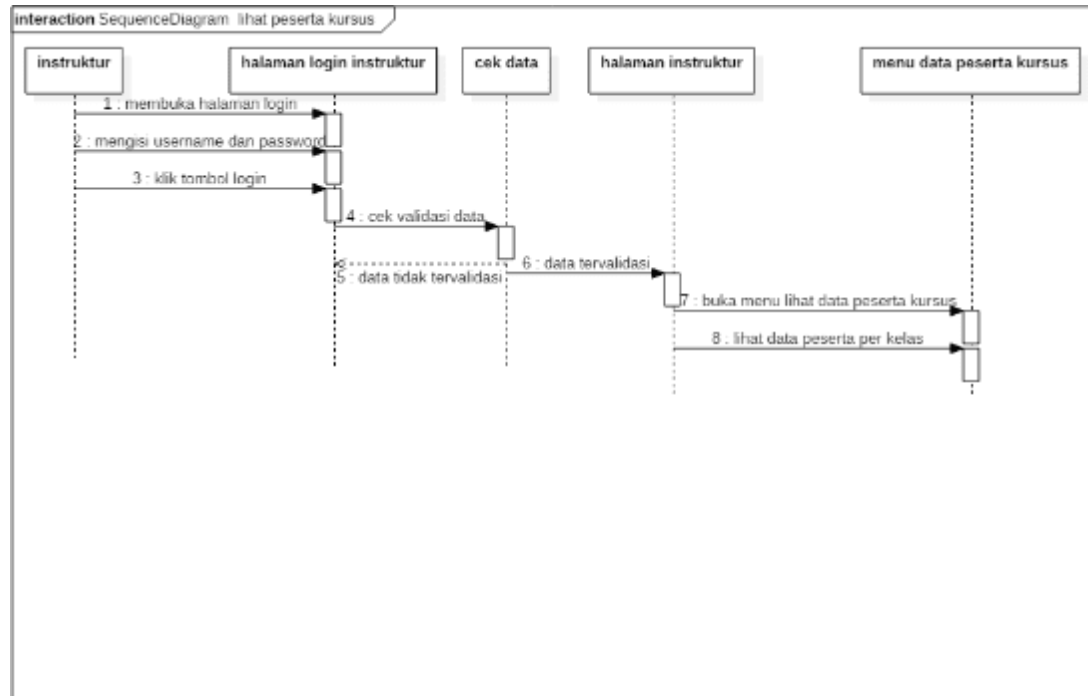 interaction SequenceDiagram lihat peserta kursus
instruktur
halaman login instruktur
cek data
halaman instruktur
menu data peserta kursus
1 : membuka halaman login
2 : mengisi username dan password
3 : klik tombol login
4 : cek validasi data
5 : data tidak tervalidasi
6 : data tervalidasi
7 : buka menu lihat data peserta kursus
8 : lihat data peserta per kelas